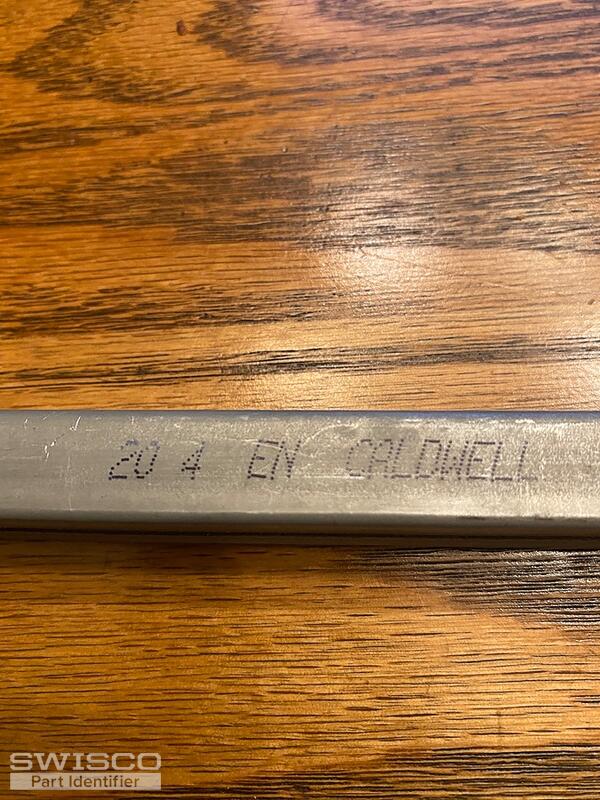 20 4 EN CALDWELL
SWISCO
Part Identifier